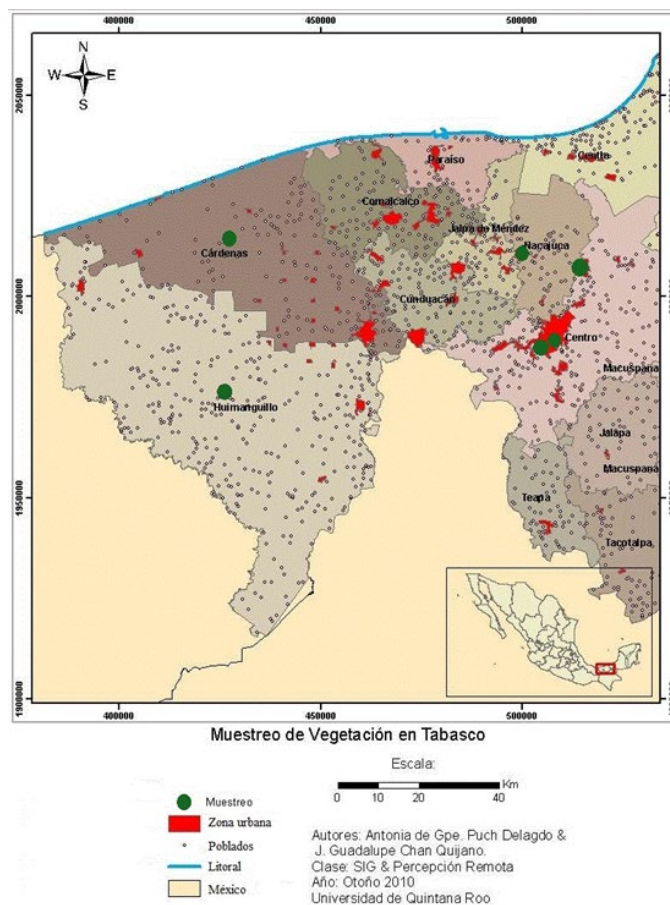 400000 450000 500000
N
W E
S
2050000
Centla
Paraíso
Comalcalco
Jalpa de Méndez
Nacajuca
Cárdenas
2000000
Cunduacán
Centro
Macuspana
Huimanguillo
Jalapa
Macuspana
1950000
Teapa
Tacotalpa
1900000
400000 450000 500000
Muestreo de Vegetación en Tabasco
Escala:
Km
0 10 20 40
Muestreo
Zona urbana
Poblados
Litoral
México
Autores: Antonia de Gpe. Puch Delagdo &
J. Guadalupe Chan Quijano.
Clase: SIG & Percepción Remota
Año: Otoño 2010
Universidad de Quintana Roo